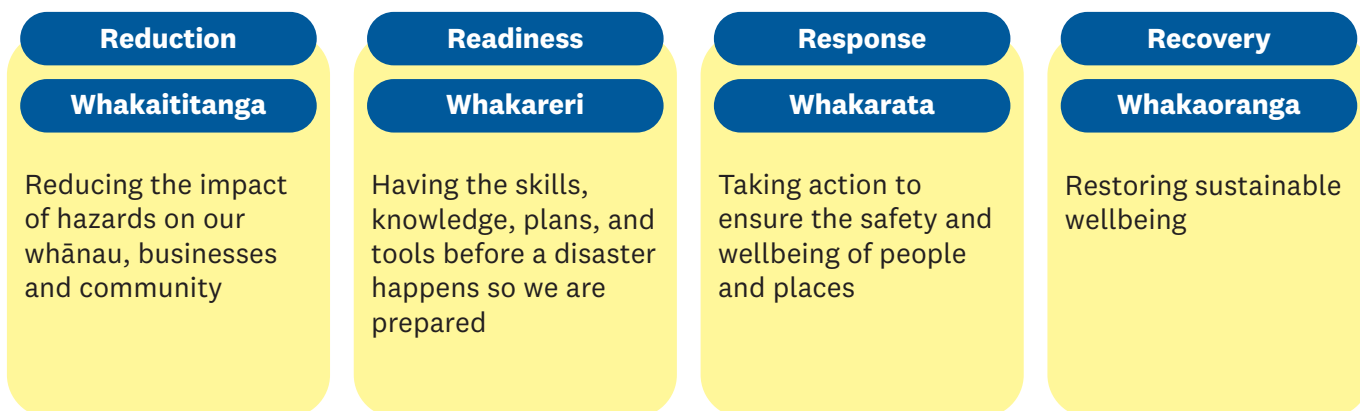 Reduction
Whakaititanga
Reducing the impact
of hazards on our
whānau, businesses
and community
Readiness
Whakareri
Having the skills,
knowledge, plans, and
tools before a disaster
happens so we are
prepared
Response
Whakarata
Taking action to
ensure the safety and
wellbeing of people
and places
Recovery
Whakaoranga
Restoring sustainable
wellbeing